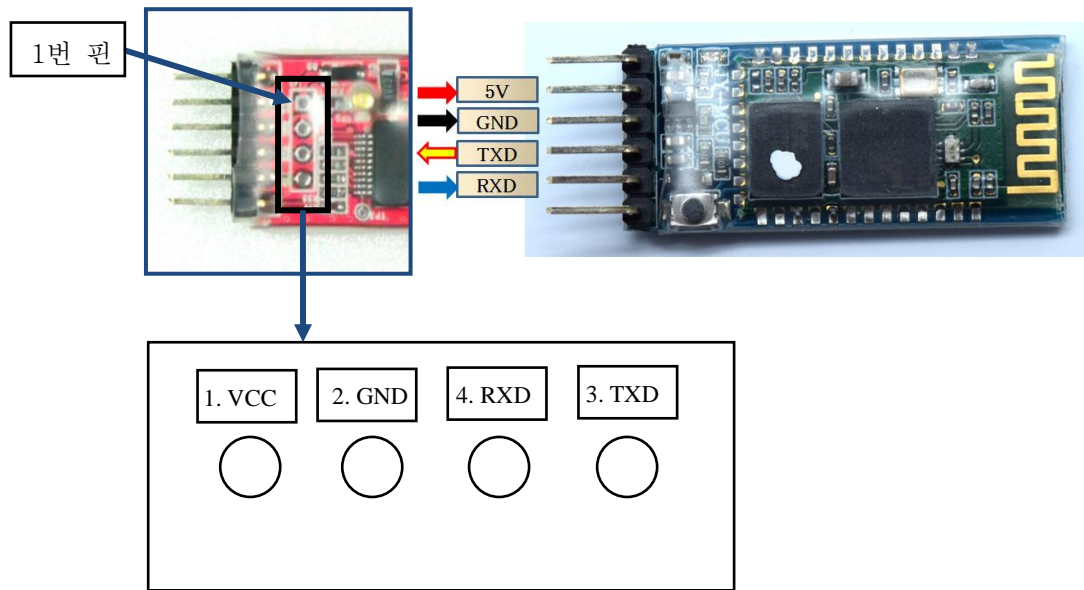 1번 핀
5V
GND
TXD
RXD
1. VCC
2. GND
4. RXD
3. TXD